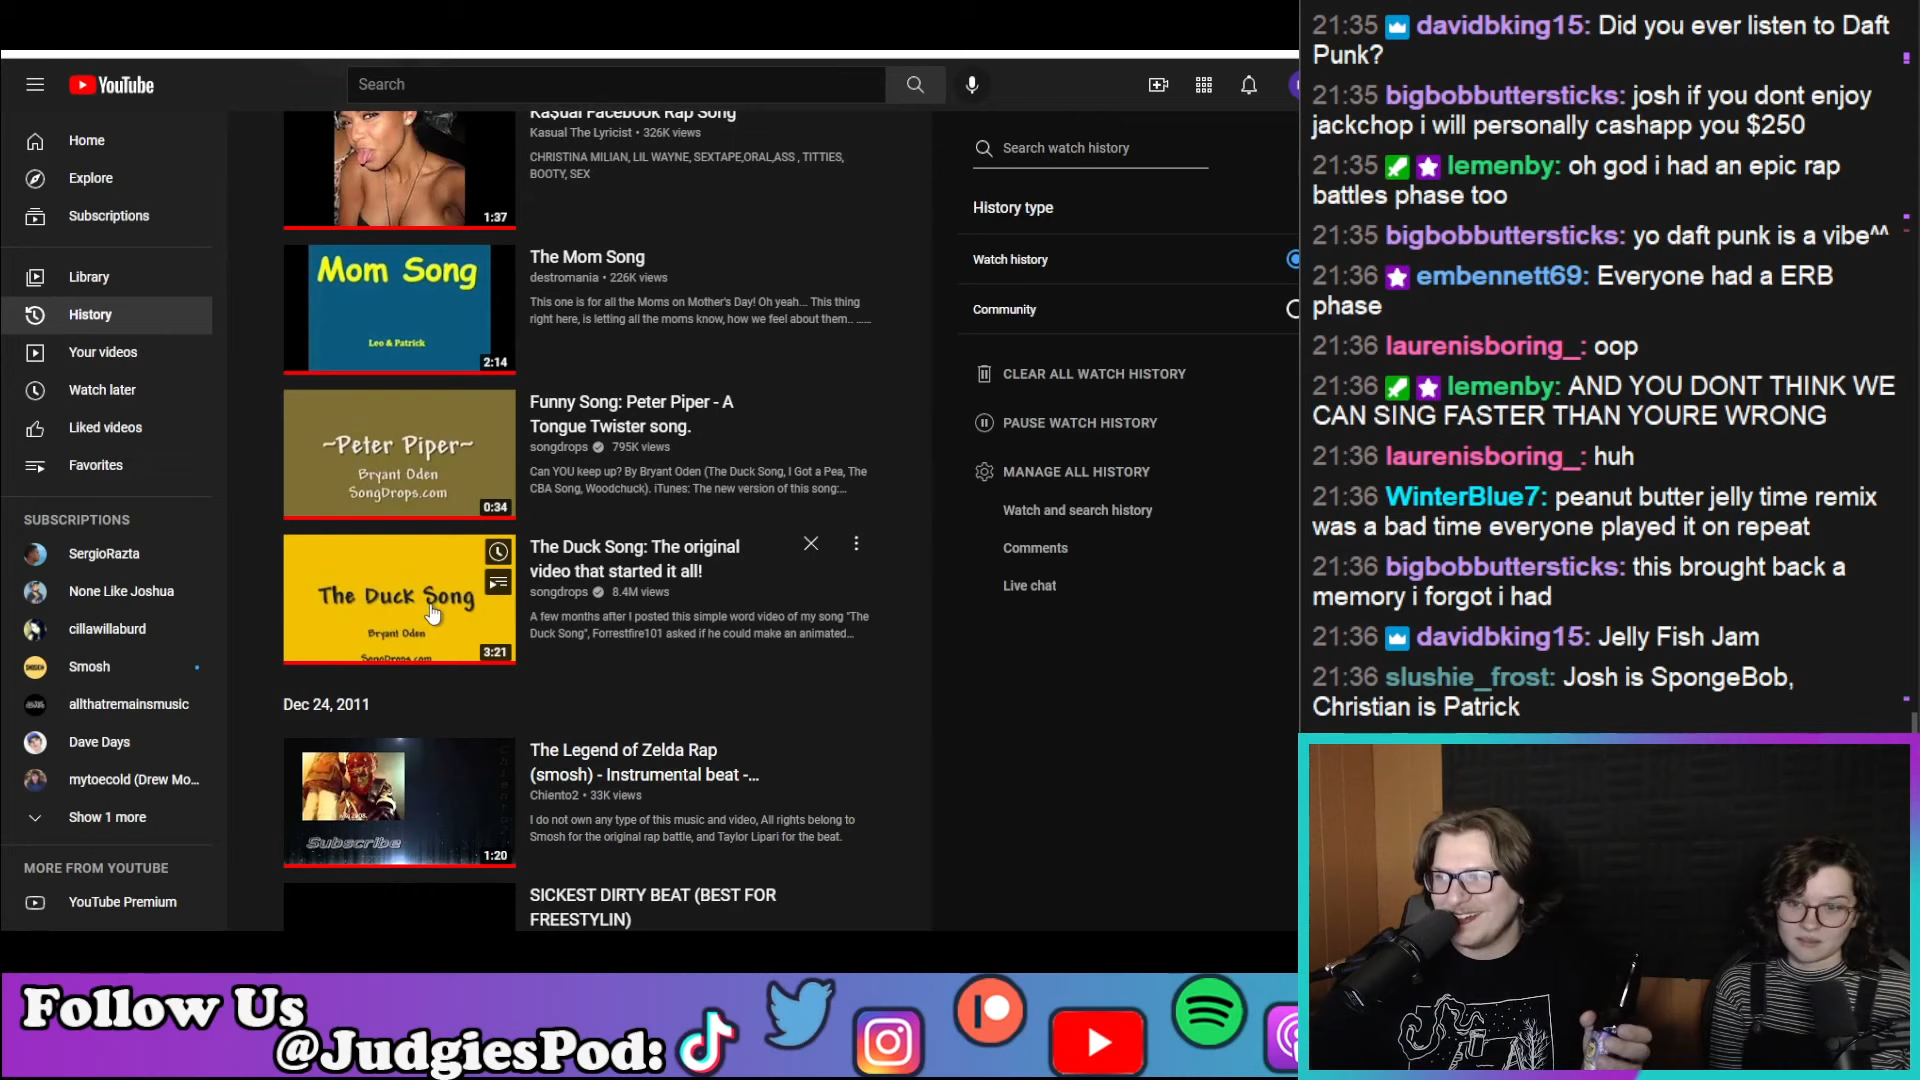 YouTube
Search
Home
Explore
Subscriptions
Library
History
Your videos
Watch later
Liked videos
Favorites
SUBSCRIPTIONS
SergioRazta
None Like Joshua
cillawillaburd
Smosh
allthatremainsmusic
Dave Days
mytoecold (Drew Mo...
Show 1 more
MORE FROM YOUTUBE
YouTube Premium
Ka$ual Facebook Rap Song
Kasual The Lyricist • 326K views
CHRISTINA MILIAN, LIL WAYNE, SEXTAPE,ORAL,ASS , TITTIES,
BOOTY, SEX
1:37
Mom Song
Leo & Patrick
2:14
The Mom Song
destromania • 226K views
This one is for all the Moms on Mother's Day! Oh yeah... This thing
right here, is letting all the moms know, how we feel about them.. ......
~Peter Piper~
Bryant Oden
SongDrops.com
0:34
Funny Song: Peter Piper - A
Tongue Twister song.
songdrops 795K views
Can YOU keep up? By Bryant Oden (The Duck Song, I Got a Pea, The
CBA Song, Woodchuck). iTunes: The new version of this song:...
The Duck Song
Bryant Oden
SongDrops.com
3:21
The Duck Song: The original
video that started it all!
songdrops 8.4M views
A few months after I posted this simple word video of my song "The
Duck Song", Forrestfire101 asked if he could make an animated...
Dec 24, 2011
Subscribe
1:20
The Legend of Zelda Rap
(smosh) - Instrumental beat -...
Chiento2 • 33K views
I do not own any type of this music and video, All rights belong to
Smosh for the original rap battle, and Taylor Lipari for the beat.
SICKEST DIRTY BEAT (BEST FOR
FREESTYLIN)
Search watch history
History type
Watch history
Community
CLEAR ALL WATCH HISTORY
PAUSE WATCH HISTORY
MANAGE ALL HISTORY
Watch and search history
Comments
Live chat
21:35 davidbking15: Did you ever listen to Daft
Punk?
21:35 bigbobbuttersticks: josh if you dont enjoy
jackchop i will personally cashapp you $250
21:35 lemenby: oh god i had an epic rap
battles phase too
21:35 bigbobbuttersticks: yo daft punk is a vibe^^
21:36 embennett69: Everyone had a ERB
phase
21:36 laurenisboring_: oop
21:36 lemenby: AND YOU DONT THINK WE
CAN SING FASTER THAN YOURE WRONG
21:36 laurenisboring_: huh
21:36 WinterBlue7: peanut butter jelly time remix
was a bad time everyone played it on repeat
21:36 bigbobbuttersticks: this brought back a
memory i forgot i had
21:36 davidbking15: Jelly Fish Jam
21:36 slushie_frost: Josh is SpongeBob,
Christian is Patrick
Follow Us
@JudgiesPod: